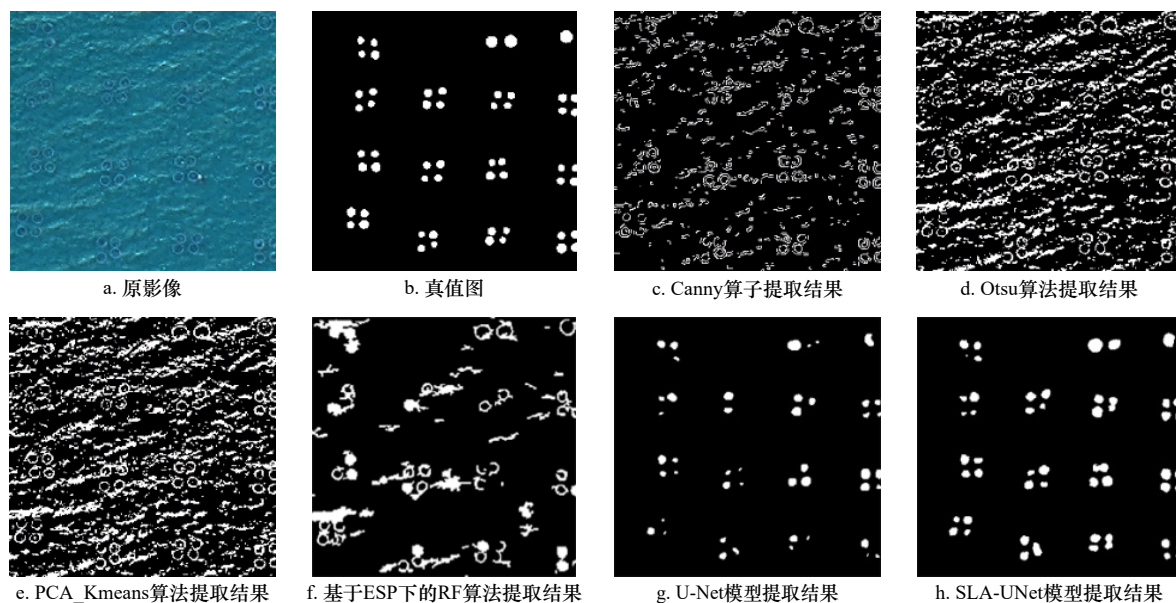 a. 原影像
b. 真值图
c. Canny算子提取结果
d. Otsu算法提取结果
e. PCA_Kmeans算法提取结果
f. 基于ESP下的RF算法提取结果
g. U-Net模型提取结果
h. SLA-UNet模型提取结果